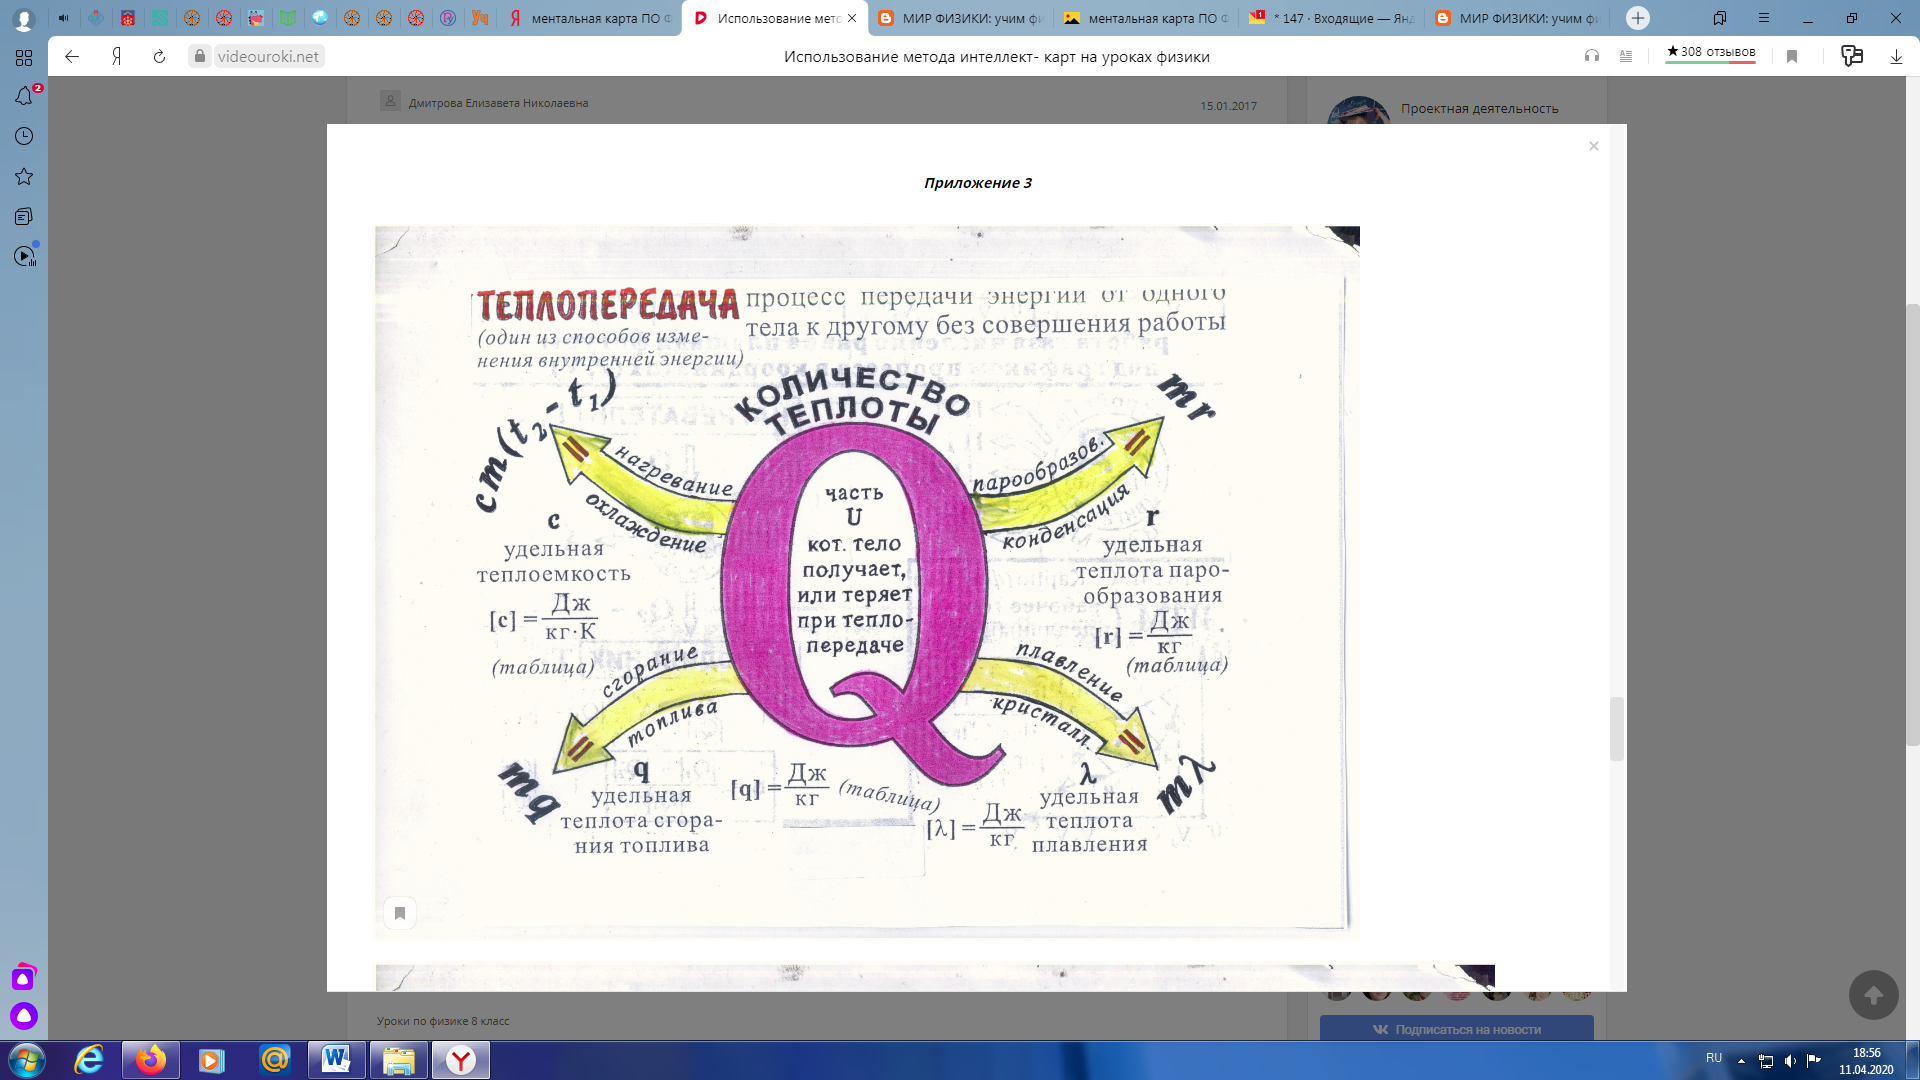 ментальная карта ПО Ф
Использование мето
МИР ФИЗИКИ: учим фи
ментальная карта ПО Ф
* 147 · Входящие — Янд
МИР ФИЗИКИ: учим фи
videouroki.net
Использование метода интеллект- карт на уроках физики
★308 отзывов
2
Дмитрова Елизавета Николаевна
15.01.2017
Проектная деятельность
Приложение 3
ТЕПЛОПЕРЕДАЧА процесс передачи энергии от одного
тела к другому без совершения работы
(один из способов изме-
нения внутренней энергии)
КОЛИЧЕСТВО
ТЕПЛОТЫ
cm(t₂ - t₁)
нагревание
охлаждение
c
удельная
теплоемкость
[c] = Дж
кг·К
(таблица)
mr
парообразов.
конденсация
r
удельная
теплота паро-
образования
[r] = Дж
кг
(таблица)
Q
часть
U
кот. тело
получает,
или теряет
при тепло-
передаче
сгорание
топлива
mq
q
удельная
теплота сгора-
ния топлива
[q] = Дж
кг
(таблица)
плавление
кристалл.
mλ
λ
удельная
теплота
плавления
[λ] = Дж
кг
Уроки по физике 8 класс
Подписаться на новости
RU
18:56
11.04.2020